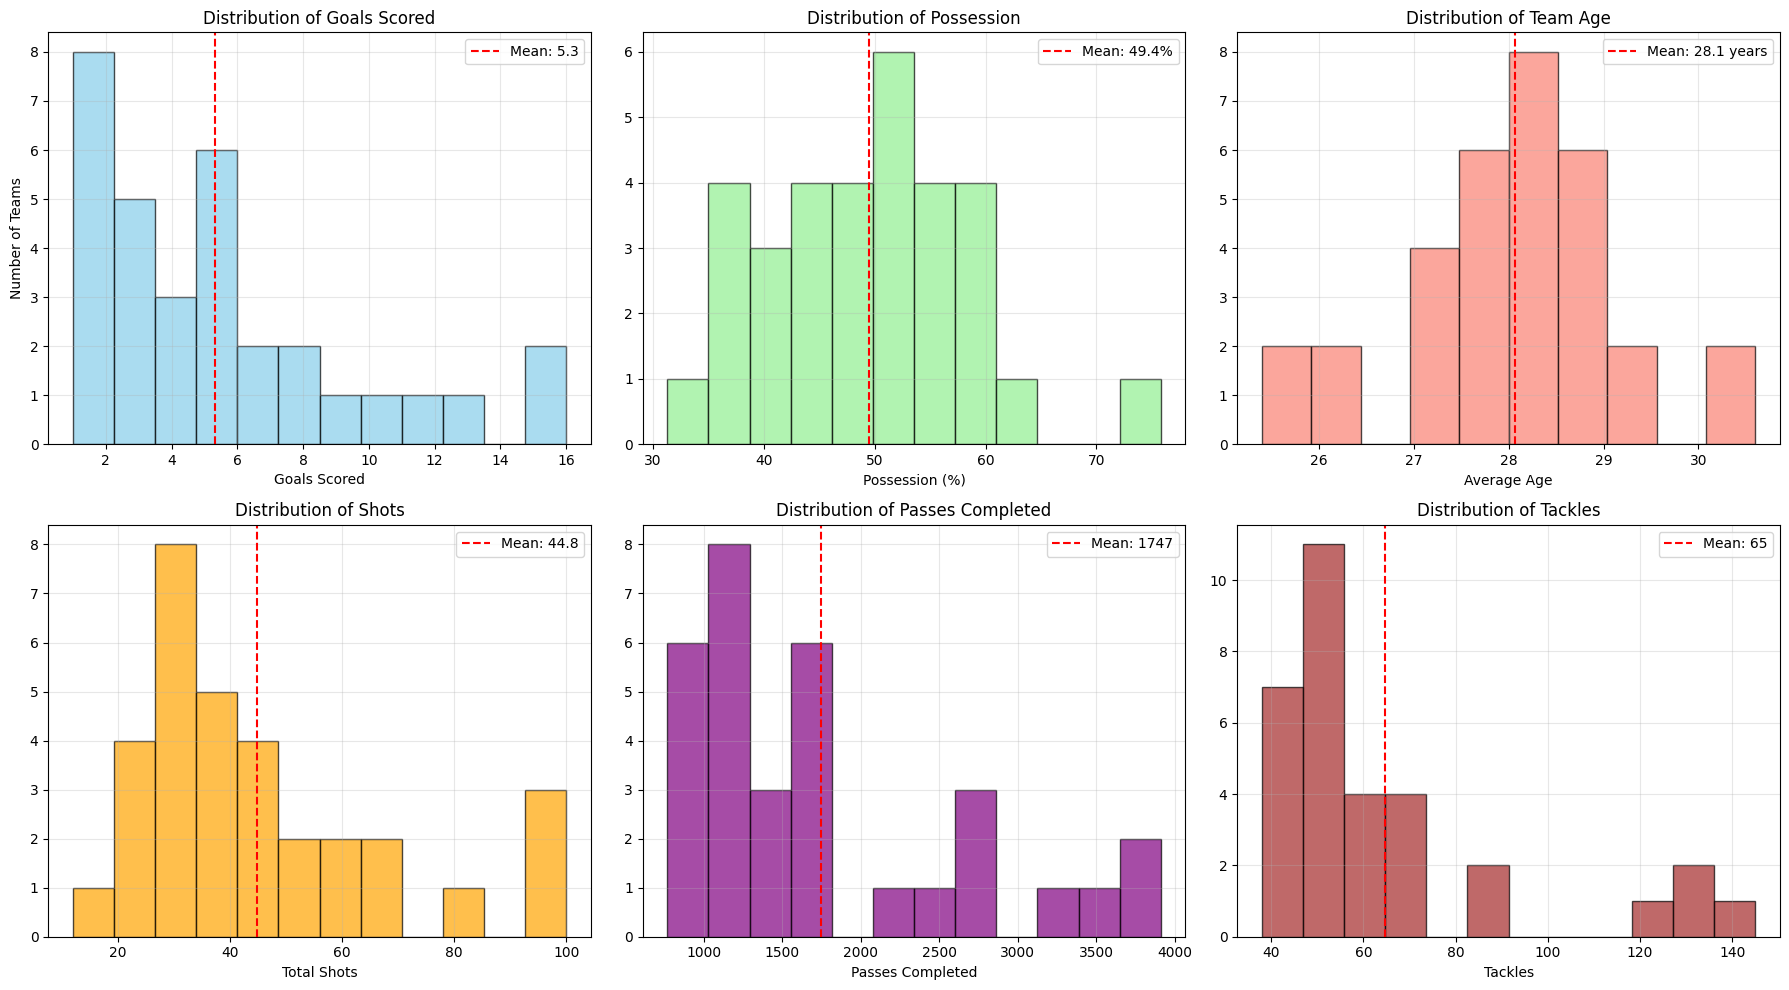 Distribution of Goals Scored
Mean: 5.3
8
7
6
5
4
3
2
1
0
Number of Teams
2 4 6 8 10 12 14 16
Goals Scored
Distribution of Possession
Mean: 49.4%
6
5
4
3
2
1
0
30 40 50 60 70
Possession (%)
Distribution of Team Age
Mean: 28.1 years
8
7
6
5
4
3
2
1
0
26 27 28 29 30
Average Age
Distribution of Shots
Mean: 44.8
8
7
6
5
4
3
2
1
0
20 40 60 80 100
Total Shots
Distribution of Passes Completed
Mean: 1747
8
7
6
5
4
3
2
1
0
1000 1500 2000 2500 3000 3500 4000
Passes Completed
Distribution of Tackles
Mean: 65
10
8
6
4
2
0
40 60 80 100 120 140
Tackles